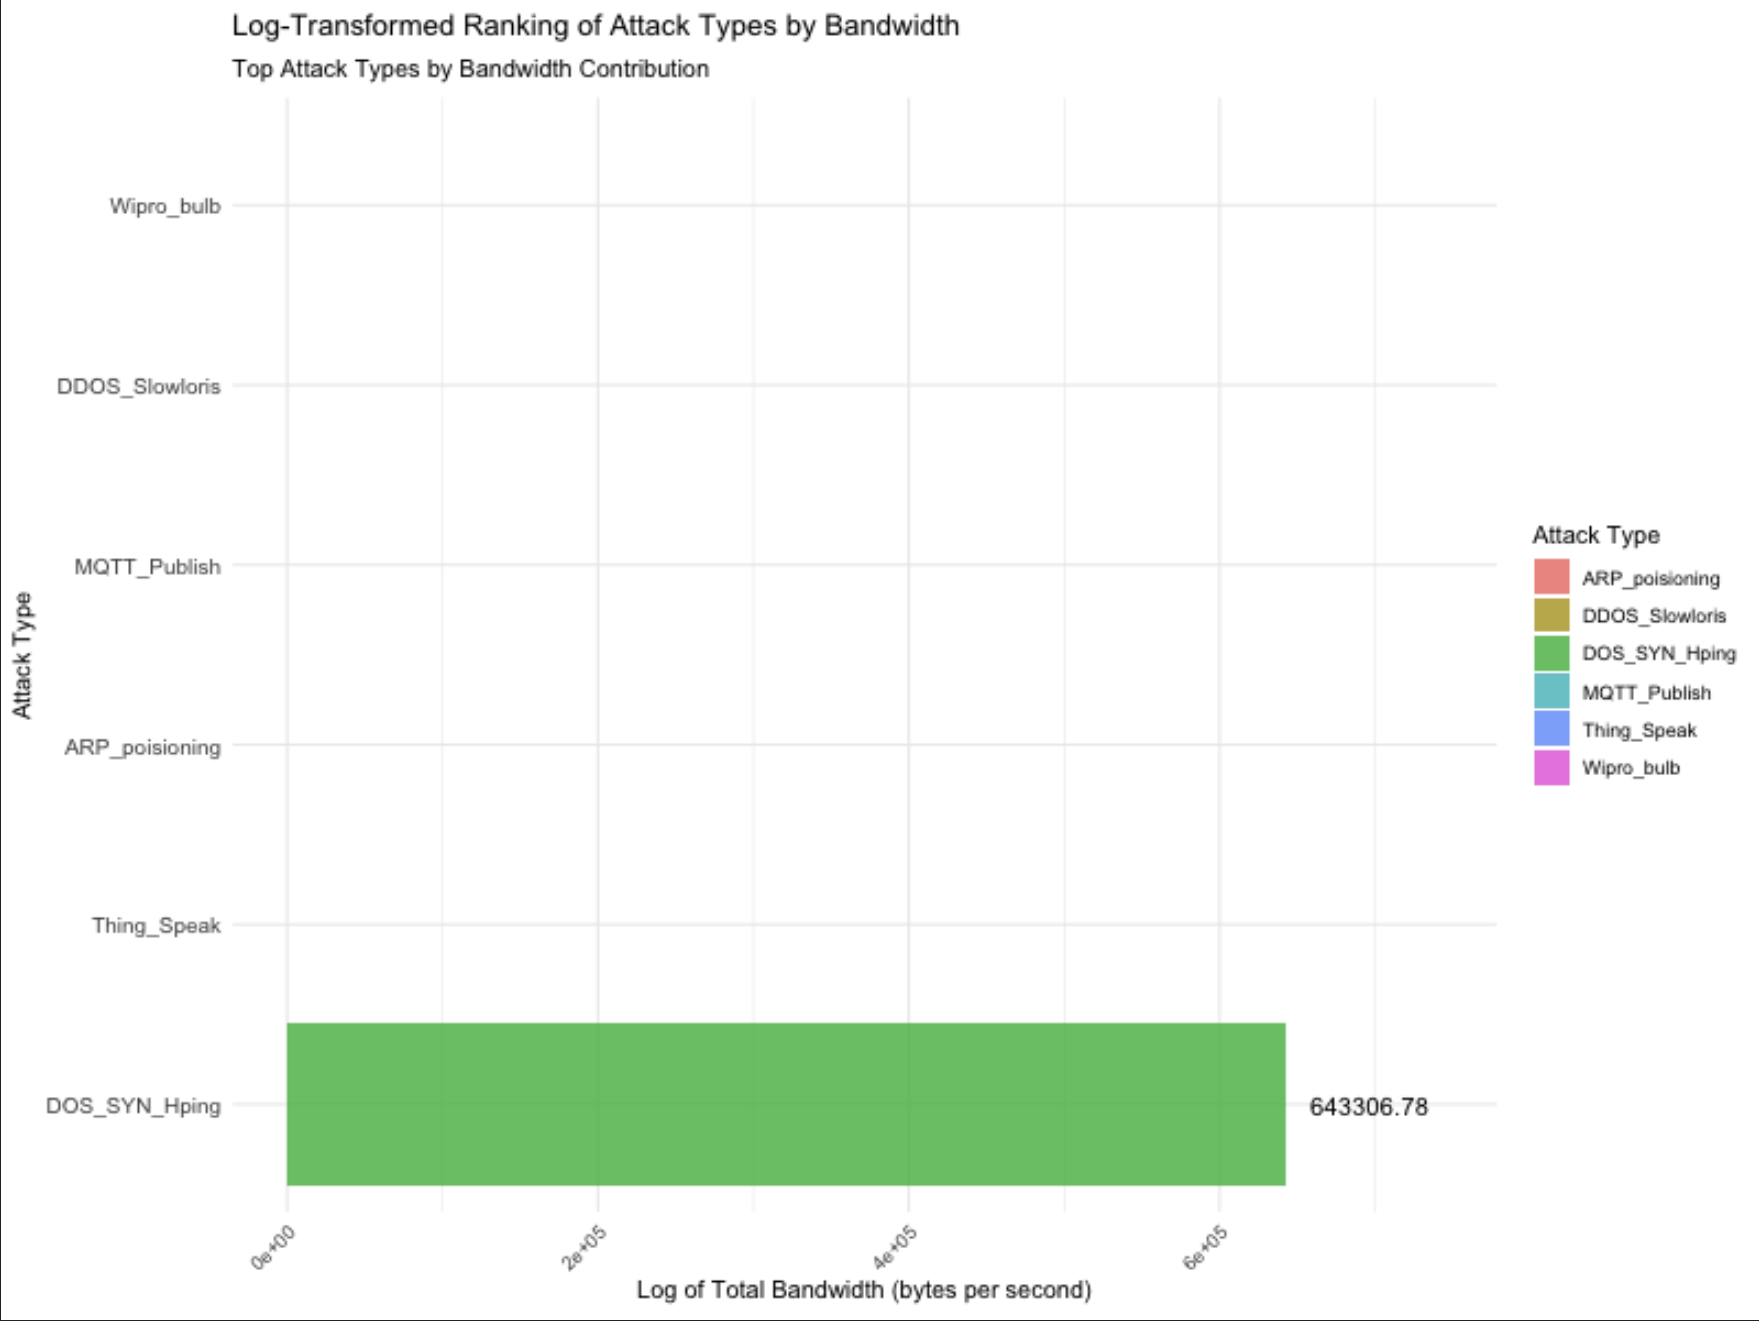 Log-Transformed Ranking of Attack Types by Bandwidth
Top Attack Types by Bandwidth Contribution
Attack Type
Wipro_bulb
DDOS_Slowloris
MQTT_Publish
ARP_poisioning
Thing_Speak
DOS_SYN_Hping
643306.78
0e+00
2e+05
4e+05
6e+05
Log of Total Bandwidth (bytes per second)
Attack Type
ARP_poisioning
DDOS_Slowloris
DOS_SYN_Hping
MQTT_Publish
Thing_Speak
Wipro_bulb